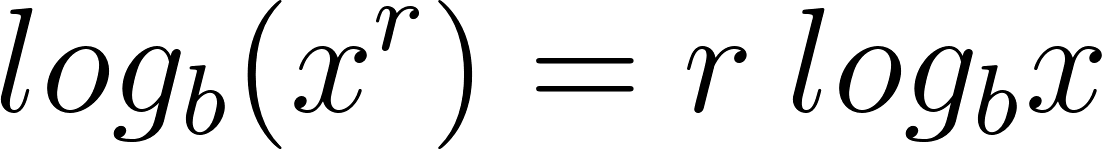 log_b(x^r) = r log_b x